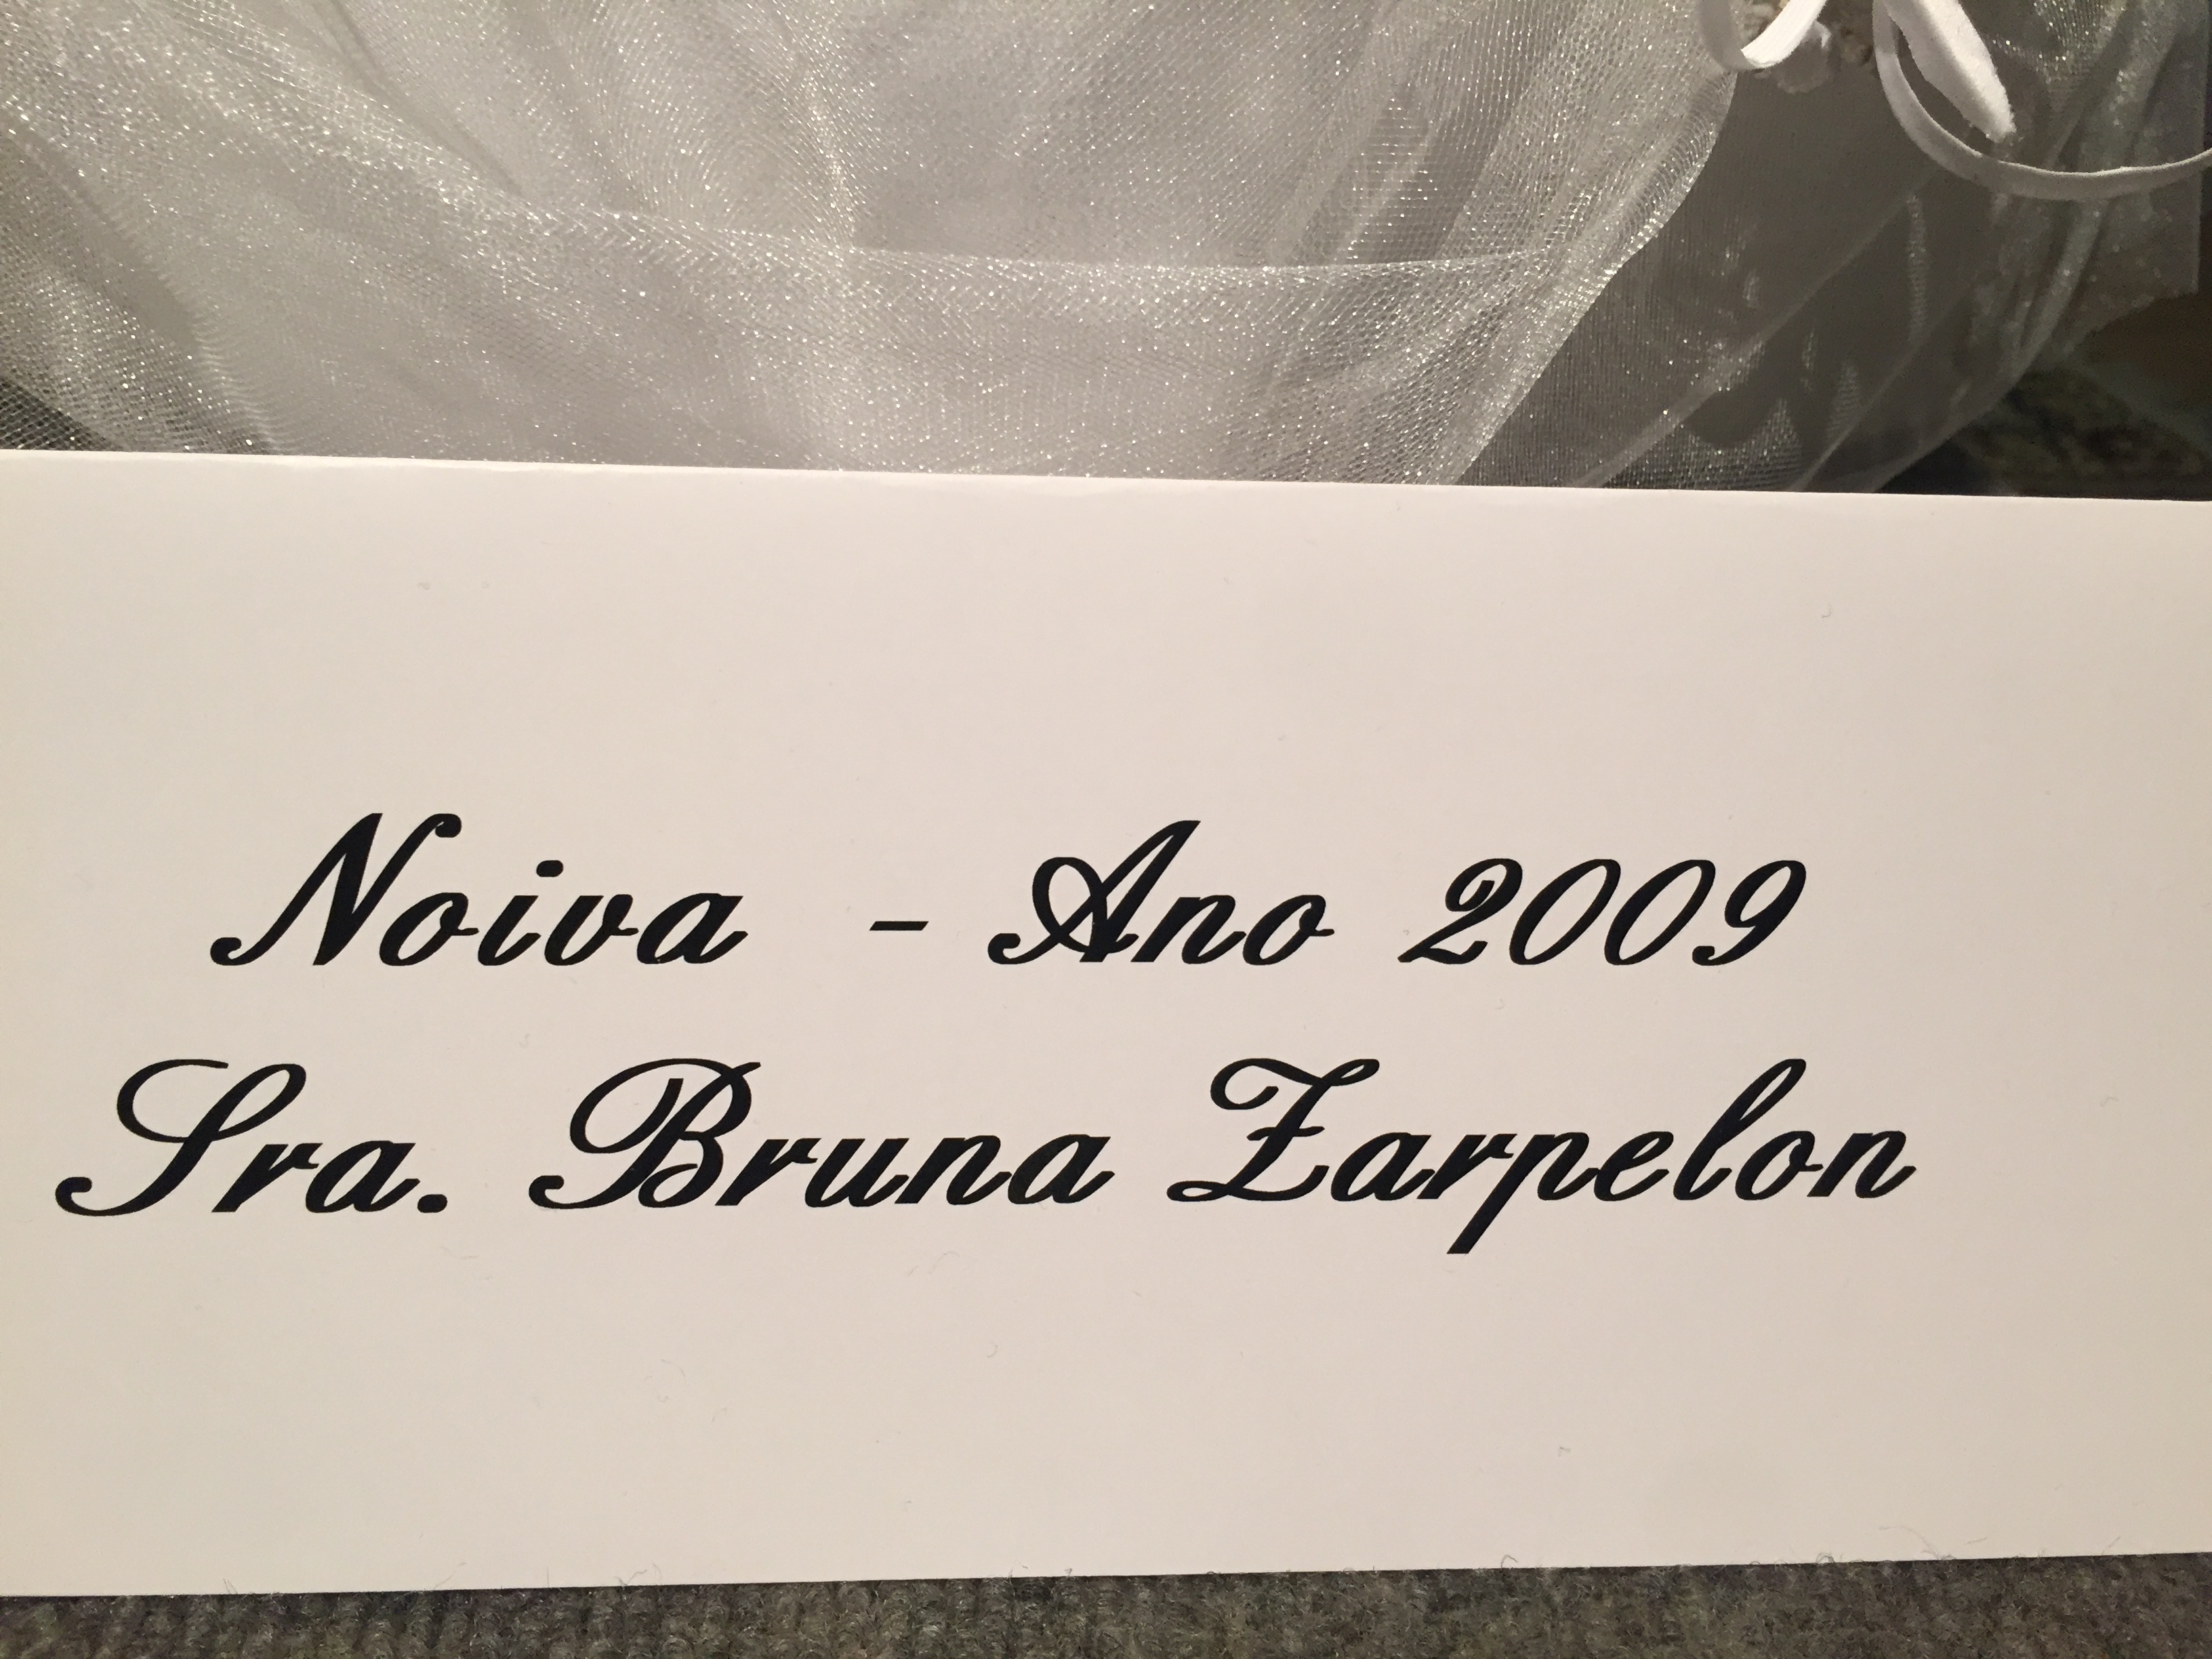 Noiva - Ano 2009
Sra. Bruna Zarpelon